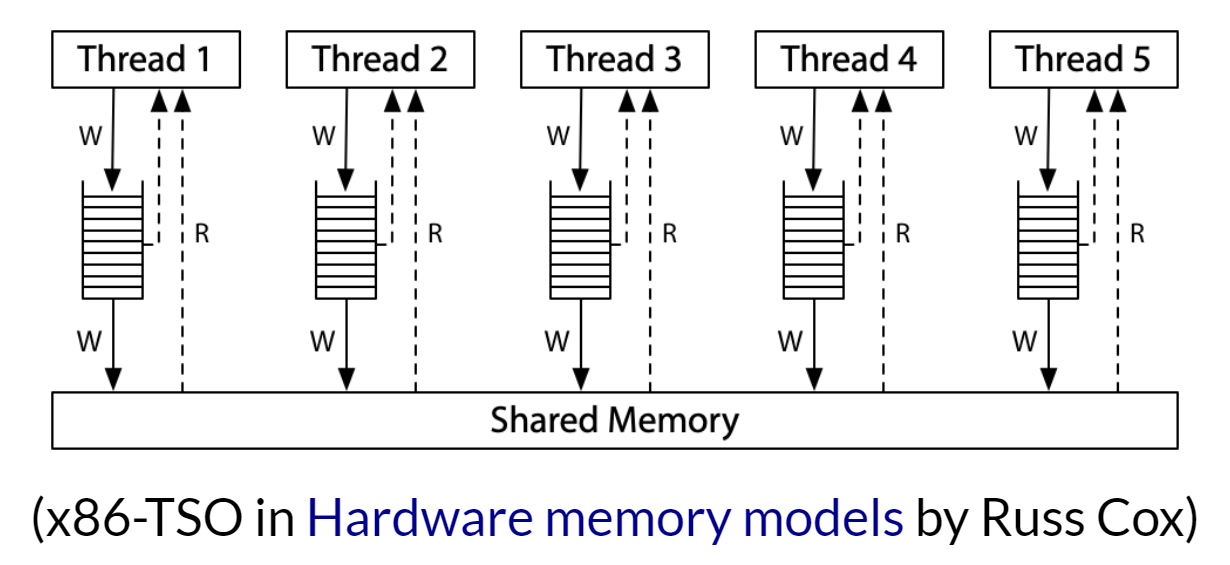 Thread 1 Thread 2 Thread 3 Thread 4 Thread 5
W W W W W
R R R R R
W W W W W
Shared Memory
(x86-TSO in Hardware memory models by Russ Cox)